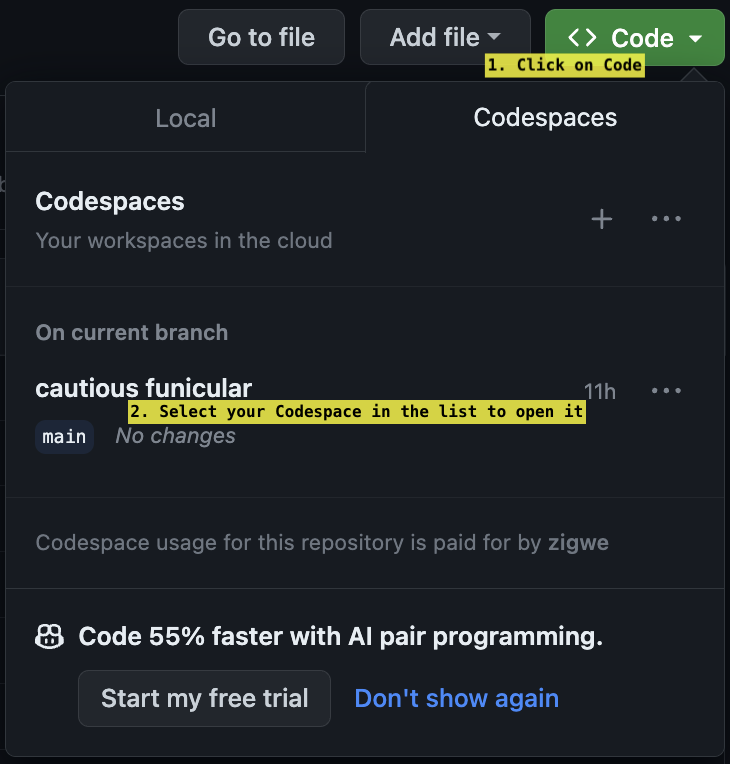 Go to file
Add file
Code
1. Click on Code
Local
Codespaces
Codespaces
Your workspaces in the cloud
On current branch
cautious funicular
11h
2. Select your Codespace in the list to open it
main
No changes
Codespace usage for this repository is paid for by zigwe
Code 55% faster with AI pair programming.
Start my free trial
Don't show again